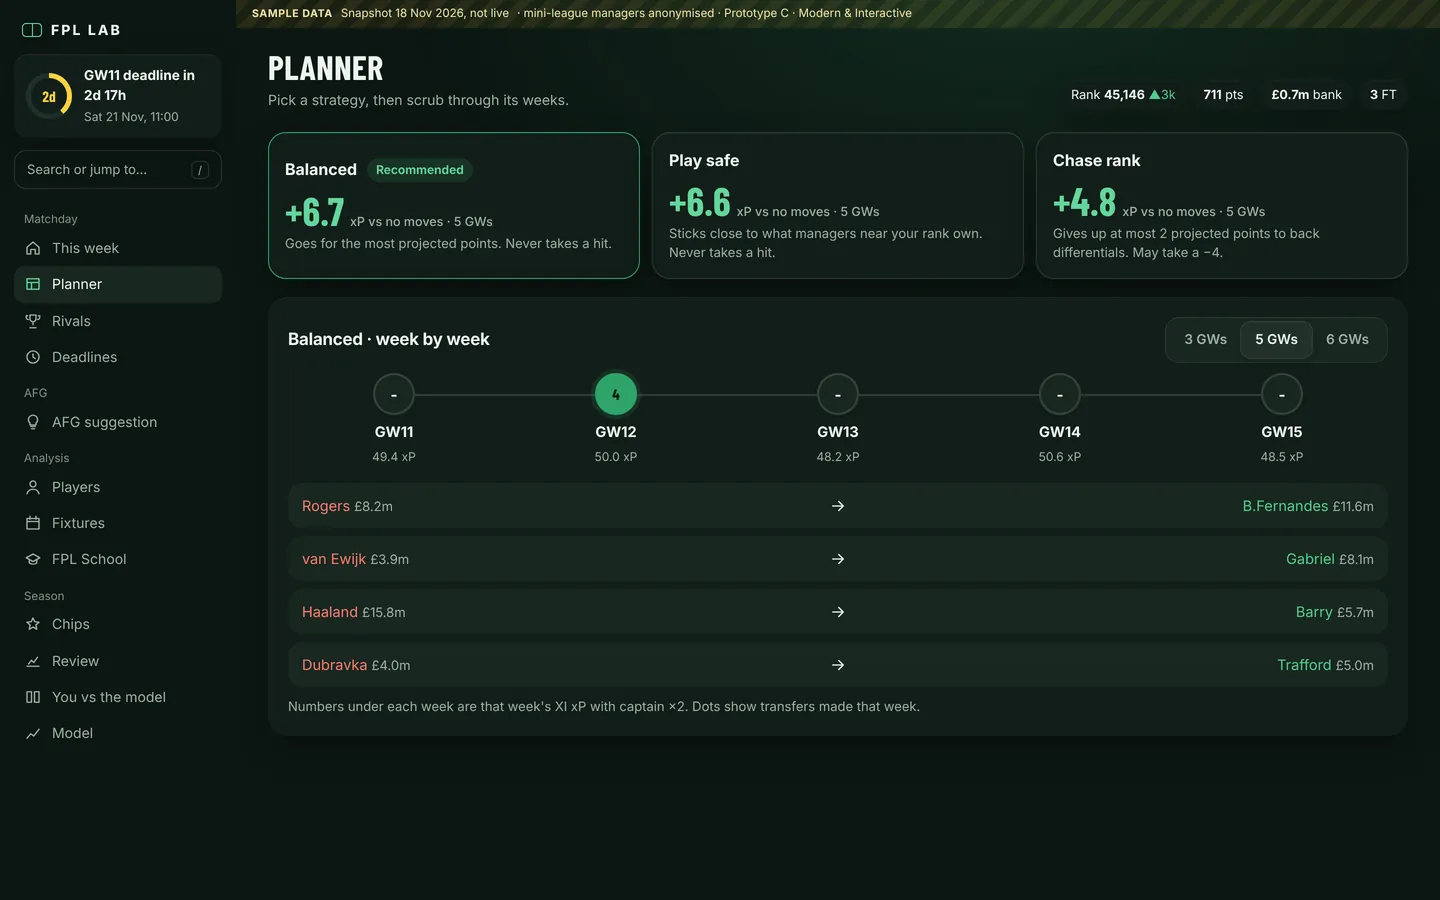 FPL LAB
GW11 deadline in
2d 17h
2d
Sat 21 Nov, 11:00
Search or jump to...
/
Matchday
This week
Planner
Rivals
Deadlines
AFG
AFG suggestion
Analysis
Players
Fixtures
FPL School
Season
Chips
Review
You vs the model
Model
SAMPLE DATA Snapshot 18 Nov 2026, not live · mini-league managers anonymised · Prototype C · Modern & Interactive
PLANNER
Pick a strategy, then scrub through its weeks.
Rank 45,146 ▲3k
711 pts
£0.7m bank
3 FT
Balanced Recommended
+6.7 xP vs no moves · 5 GWs
Goes for the most projected points. Never takes a hit.
Play safe
+6.6 xP vs no moves · 5 GWs
Sticks close to what managers near your rank own.
Never takes a hit.
Chase rank
+4.8 xP vs no moves · 5 GWs
Gives up at most 2 projected points to back
differentials. May take a −4.
Balanced · week by week
3 GWs 5 GWs 6 GWs
- 4 - - -
GW11 GW12 GW13 GW14 GW15
49.4 xP 50.0 xP 48.2 xP 50.6 xP 48.5 xP
Rogers £8.2m → B.Fernandes £11.6m
van Ewijk £3.9m → Gabriel £8.1m
Haaland £15.8m → Barry £5.7m
Dubravka £4.0m → Trafford £5.0m
Numbers under each week are that week's XI xP with captain ×2. Dots show transfers made that week.